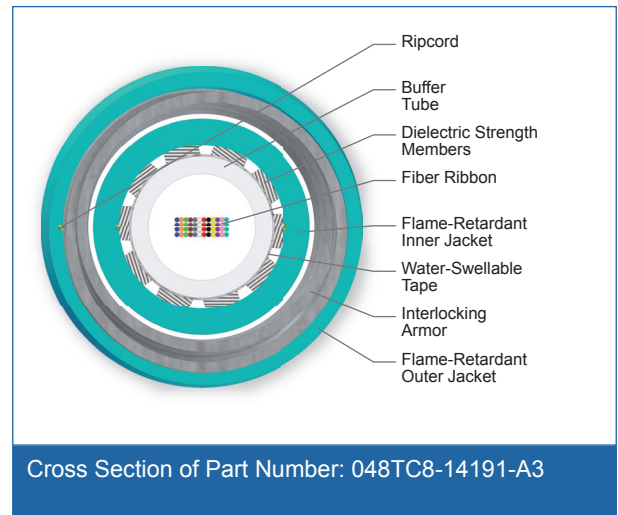 Ripcord
Buffer
Tube
Dielectric Strength
Members
Fiber Ribbon
Flame-Retardant
Inner Jacket
Water-Swellable
Tape
Interlocking
Armor
Flame-Retardant
Outer Jacket
Cross Section of Part Number: 048TC8-14191-A3